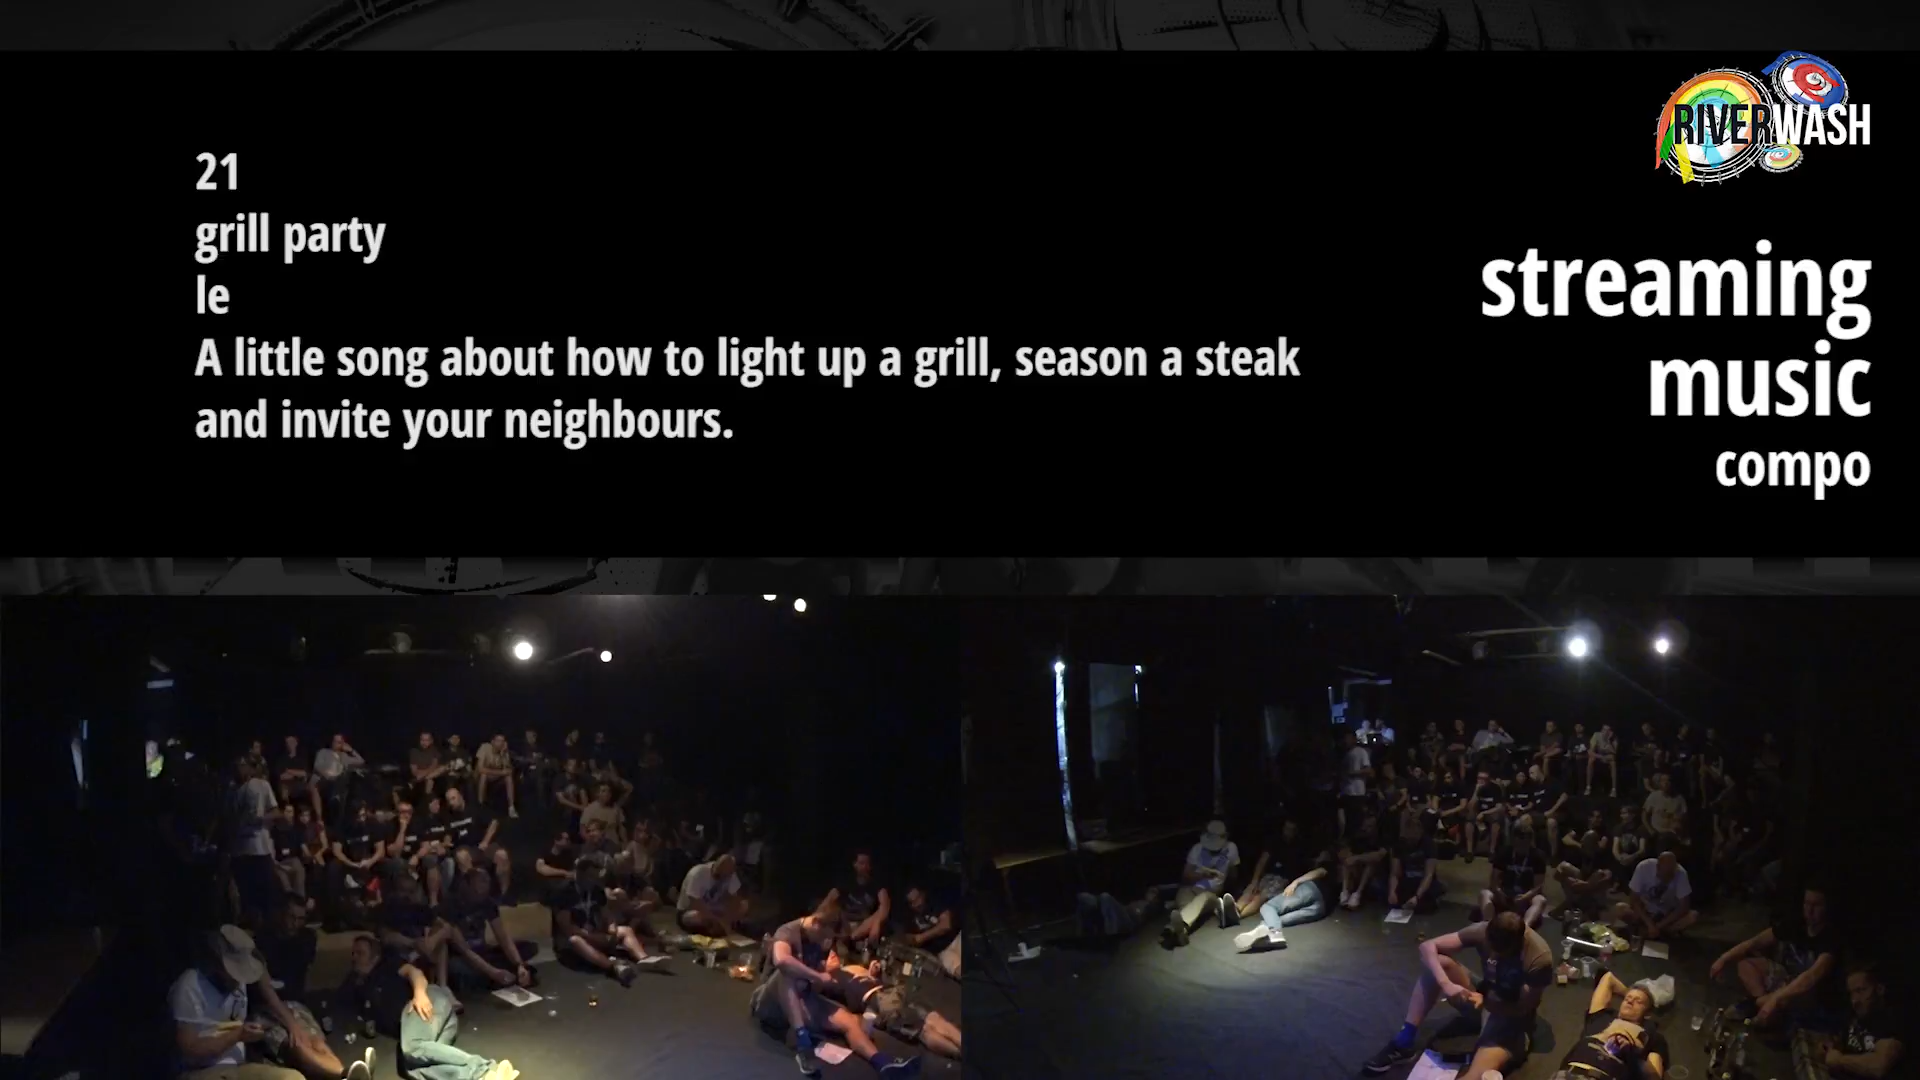 RIVERWASH
21
grill party
le
A little song about how to light up a grill, season a steak
and invite your neighbours.
streaming
music
compo